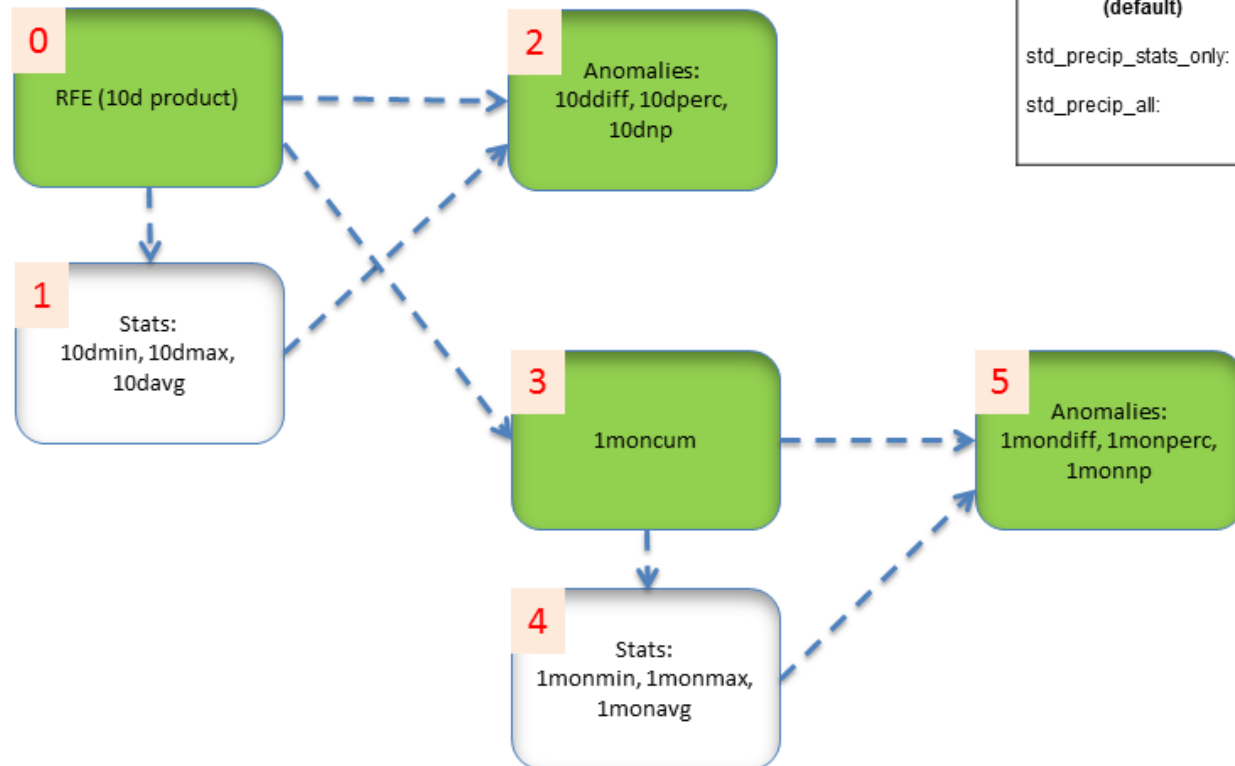 0
RFE (10d product)
2
Anomalies:
10ddiff, 10dperc,
10dnp
(default)
std_precip_stats_only:
std_precip_all:
1
Stats:
10dmin, 10dmax,
10davg
3
1moncum
5
Anomalies:
1mondiff, 1monperc,
1monnp
4
Stats:
1monmin, 1monmax,
1monavg